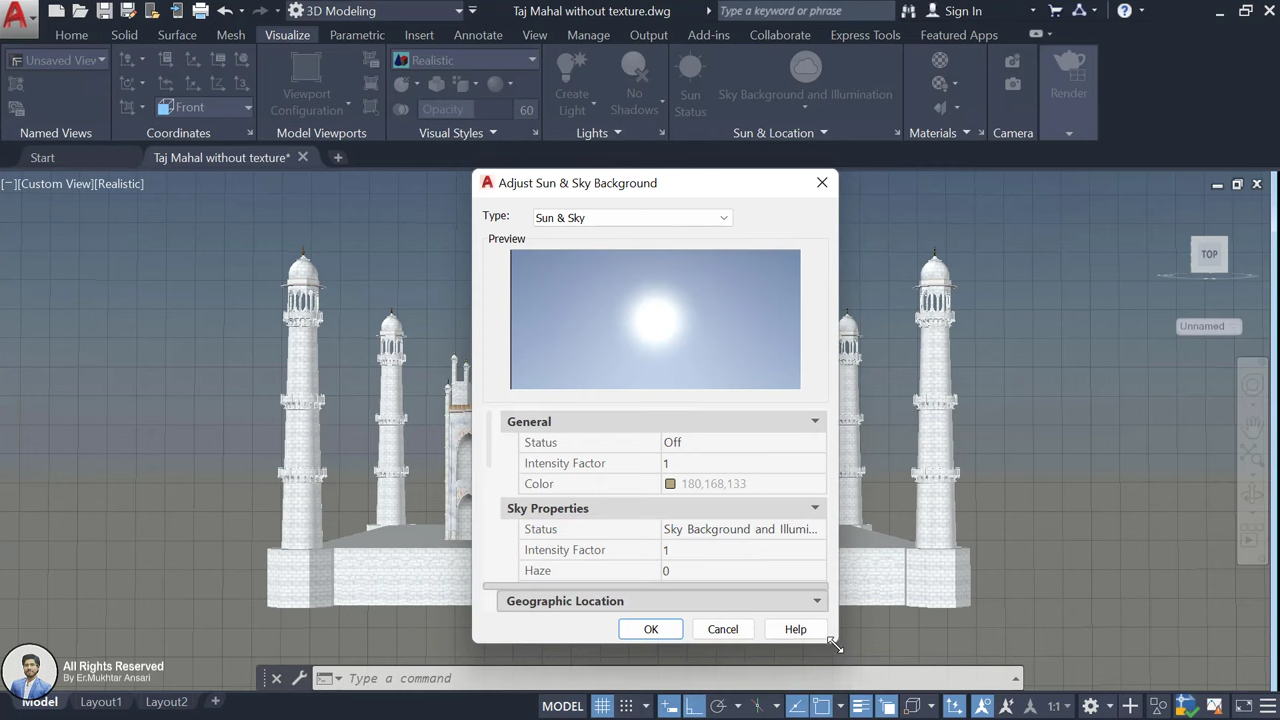 3D Modeling
Taj Mahal without texture.dwg
Type a keyword or phrase
Sign In
Home
Solid
Surface
Mesh
Visualize
Parametric
Insert
Annotate
View
Manage
Output
Add-ins
Collaborate
Express Tools
Featured Apps
Unsaved View
Front
Viewport
Configuration
Realistic
Opacity
60
Create
Light
No
Shadows
Sun
Status
Sky Background and Illumination
Render
Named Views
Coordinates
Model Viewports
Visual Styles
Lights
Sun & Location
Materials
Camera
Start
Taj Mahal without texture*
[−][Custom View][Realistic]
Adjust Sun & Sky Background
Type:
Sun & Sky
Preview
TOP
Unnamed
General
Status
Off
Intensity Factor
1
Color
180,168,133
Sky Properties
Status
Sky Background and Illumi...
Intensity Factor
1
Haze
0
Geographic Location
OK
Cancel
Help
All Rights Reserved
By Er.Mukhtar Ansari
Type a command
Model
Layout1
Layout2
MODEL
1:1